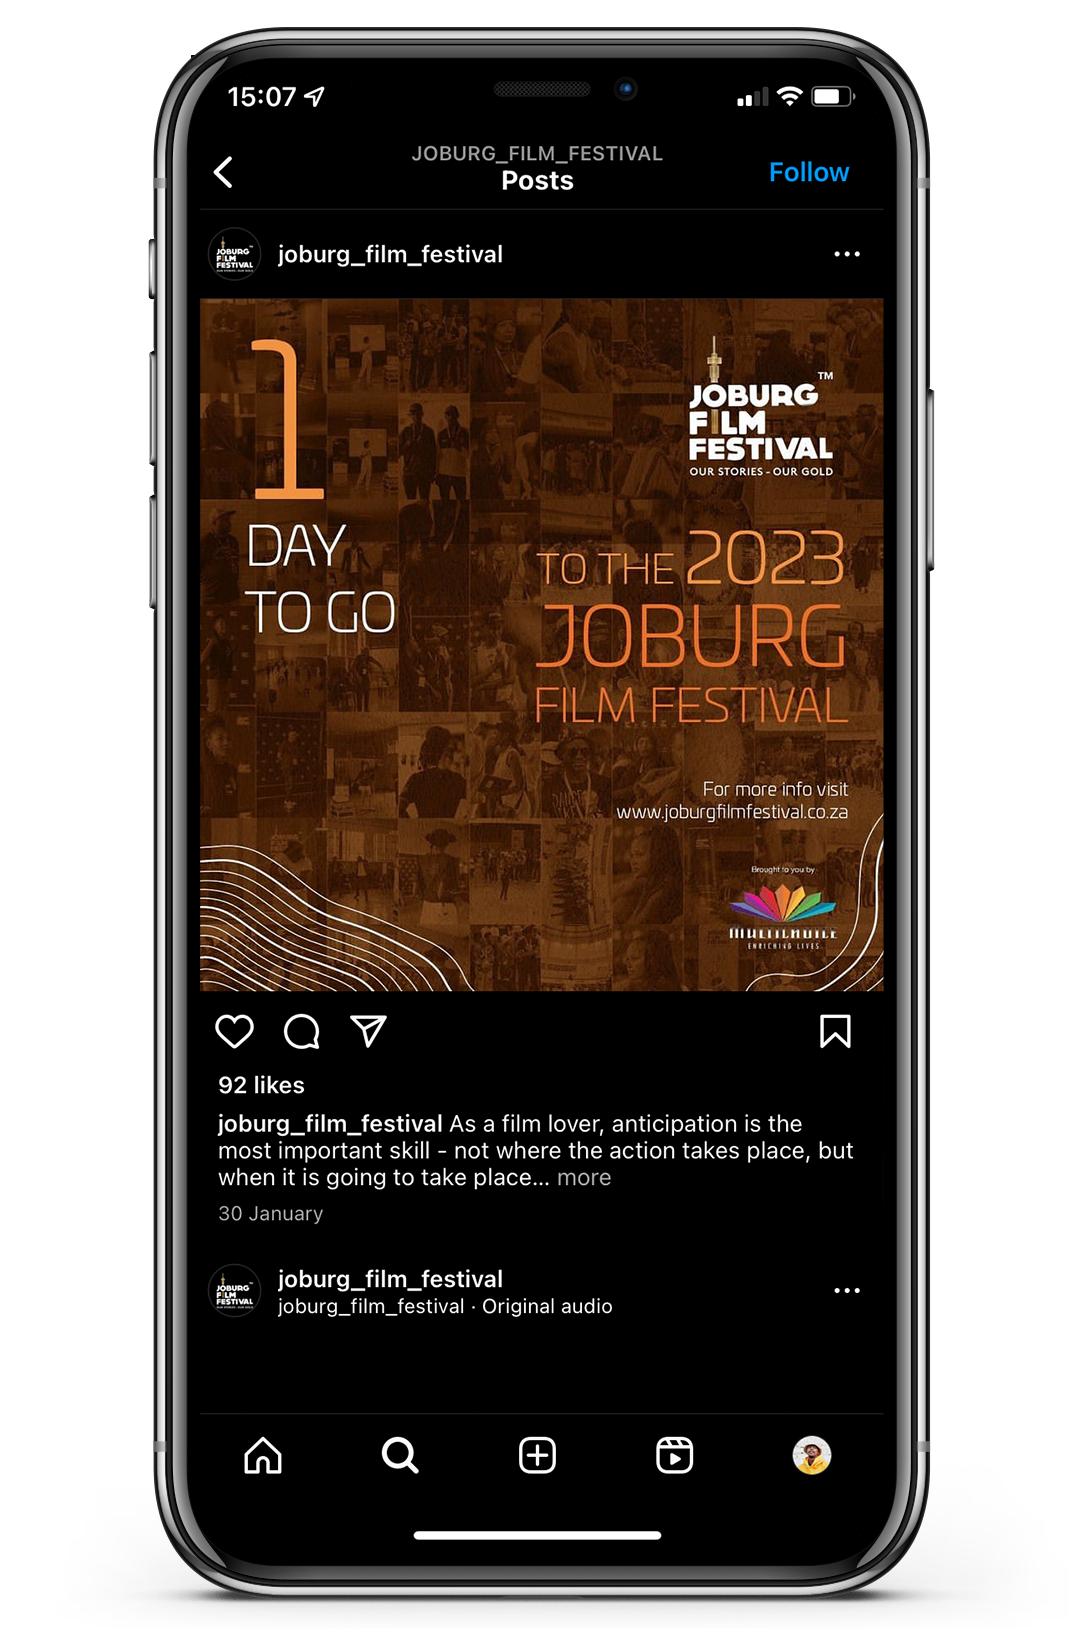 15:07
JOBURG_FILM_FESTIVAL
Posts
Follow
joburg_film_festival
1
DAY
TO GO
JOBURG™
FILM
FESTIVAL
OUR STORIES - OUR GOLD
TO THE 2023
JOBURG
FILM FESTIVAL
For more info visit
www.joburgfilmfestival.co.za
Brought to you by
MULTICHOICE
ENRICHING LIVES
92 likes
joburg_film_festival As a film lover, anticipation is the
most important skill - not where the action takes place, but
when it is going to take place... more
30 January
joburg_film_festival
joburg_film_festival · Original audio